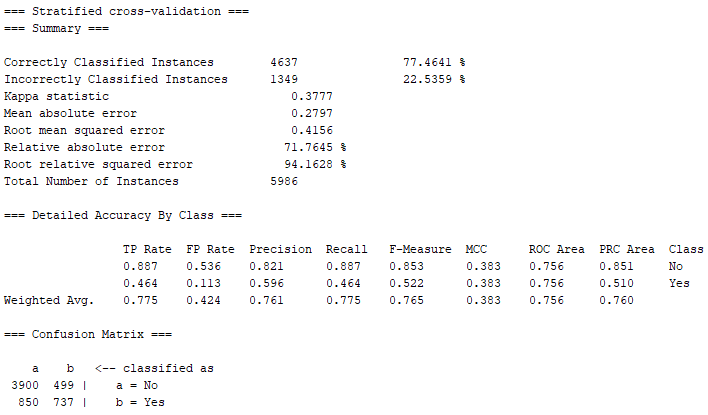 === Stratified cross-validation ===
=== Summary ===
Correctly Classified Instances 4637 77.4641 %
Incorrectly Classified Instances 1349 22.5359 %
Kappa statistic 0.3777
Mean absolute error 0.2797
Root mean squared error 0.4156
Relative absolute error 71.7645 %
Root relative squared error 94.1628 %
Total Number of Instances 5986
=== Detailed Accuracy By Class ===
TP Rate FP Rate Precision Recall F-Measure MCC ROC Area PRC Area Class
0.887 0.536 0.821 0.887 0.853 0.383 0.756 0.851 No
0.464 0.113 0.596 0.464 0.522 0.383 0.756 0.510 Yes
Weighted Avg. 0.775 0.424 0.761 0.775 0.765 0.383 0.756 0.760
=== Confusion Matrix ===
a b <-- classified as
3900 499 | a = No
850 737 | b = Yes